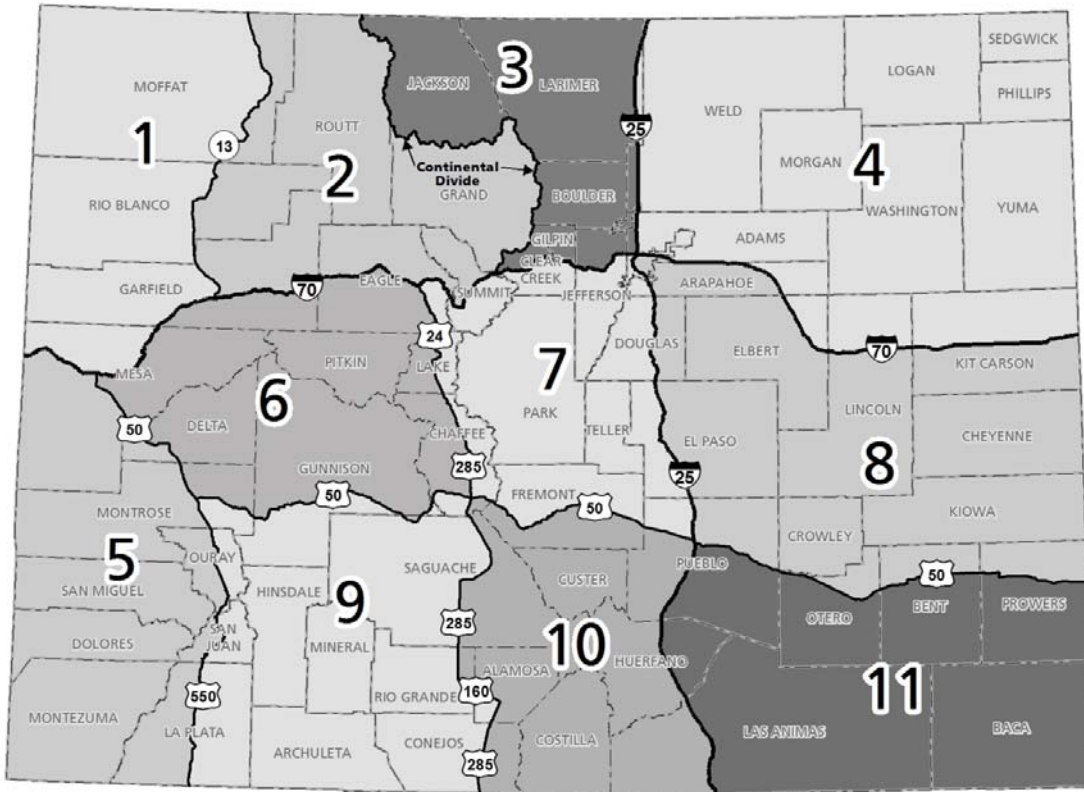 SEDGWICK
3
LOGAN
MOFFAT
JACKSON
LARIMER
PHILLIPS
WELD
1
13
ROUTT
25
2
Continental
Divide
MORGAN
4
GRAND
BOULDER
RIO BLANCO
WASHINGTON
YUMA
GILPIN
ADAMS
CLEAR
CREEK
EAGLE
ARAPAHOE
GARFIELD
70
SUMMIT
JEFFERSON
24
DOUGLAS
ELBERT
70
PITKIN
LAKE
KIT CARSON
MESA
7
6
LINCOLN
PARK
50
DELTA
CHAFFEE
TELLER
EL PASO
CHEYENNE
GUNNISON
285
25
8
50
FREMONT
50
MONTROSE
KIOWA
CROWLEY
5
OURAY
SAGUACHE
PUEBLO
50
CUSTER
SAN MIGUEL
HINSDALE
9
BENT
PROWERS
OTERO
285
SAN
JUAN
10
DOLORES
MINERAL
HUERFANO
ALAMOSA
11
550
RIO GRANDE
160
MONTEZUMA
LA PLATA
LAS ANIMAS
BACA
COSTILLA
CONEJOS
ARCHULETA
285